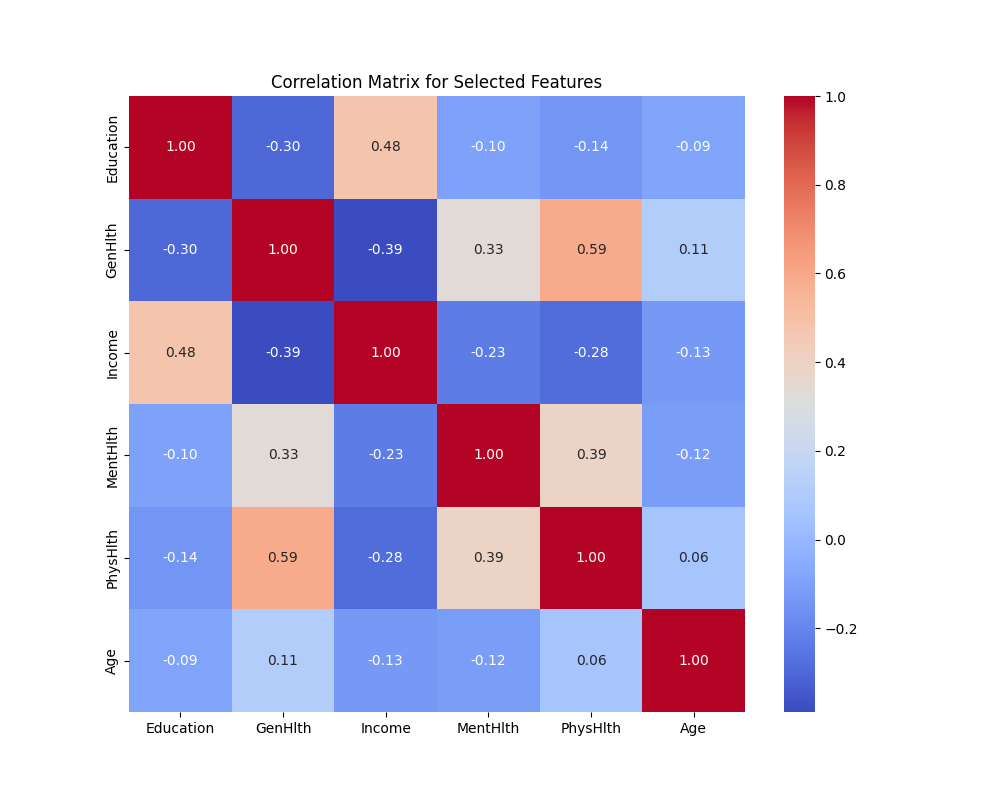 Correlation Matrix for Selected Features
Education 1.00 -0.30 0.48 -0.10 -0.14 -0.09
GenHlth -0.30 1.00 -0.39 0.33 0.59 0.11
Income 0.48 -0.39 1.00 -0.23 -0.28 -0.13
MentHlth -0.10 0.33 -0.23 1.00 0.39 -0.12
PhysHlth -0.14 0.59 -0.28 0.39 1.00 0.06
Age -0.09 0.11 -0.13 -0.12 0.06 1.00
Education GenHlth Income MentHlth PhysHlth Age
1.0
0.8
0.6
0.4
0.2
0.0
−0.2